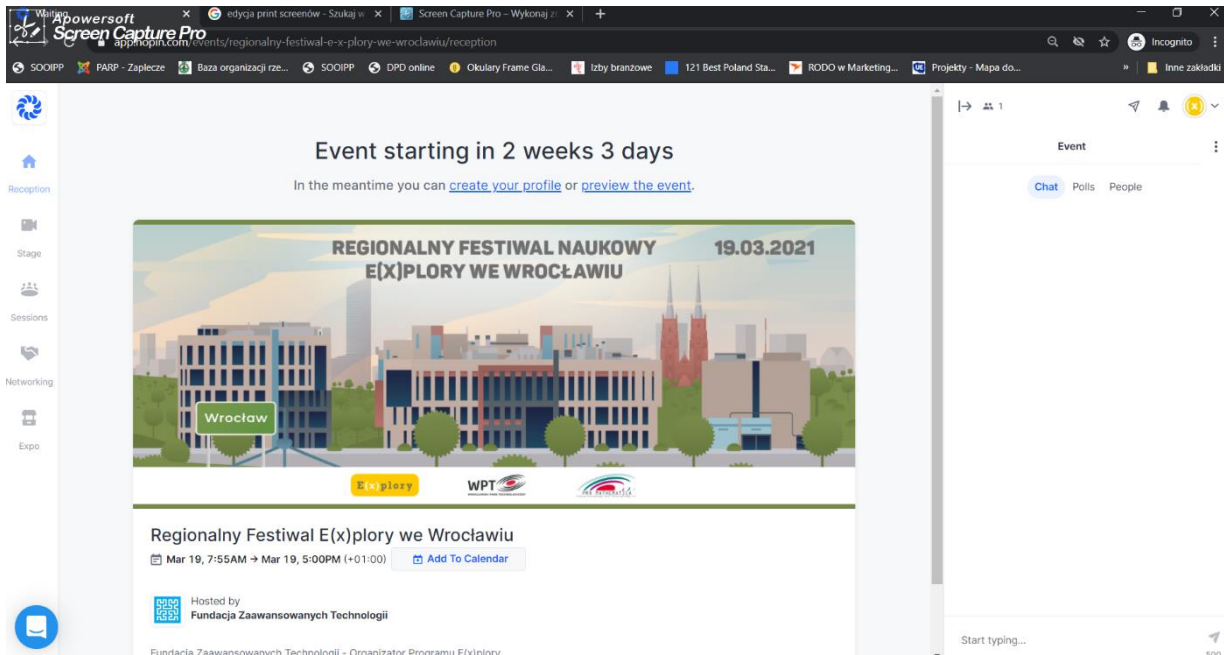 Waiting
Apowersoft
Screen Capture Pro
edycja print screenów - Szukaj w
Screen Capture Pro – Wykonaj z
app.hopin.com/events/regionalny-festiwal-e-x-plory-we-wroclawiu/reception
Incognito
SOOIPP
PARP - Zaplecze
Baza organizacji rze...
SOOIPP
DPD online
Okulary Frame Gla...
Izby branżowe
121 Best Poland Sta...
RODO w Marketing...
Projekty - Mapa do...
»
Inne zakładki
1
Reception
Stage
Sessions
Networking
Expo
Event starting in 2 weeks 3 days
In the meantime you can create your profile or preview the event.
REGIONALNY FESTIWAL NAUKOWY
E(X)PLORY WE WROCŁAWIU
19.03.2021
Wrocław
E(x)plory
WPT
PRO MATHEMATICA
Regionalny Festiwal E(x)plory we Wrocławiu
Mar 19, 7:55AM → Mar 19, 5:00PM (+01:00)
Add To Calendar
Hosted by
Fundacja Zaawansowanych Technologii
Fundacja Zaawansowanych Technologii - Organizator Programu E(x)plory
Event
Chat
Polls
People
Start typing...
500